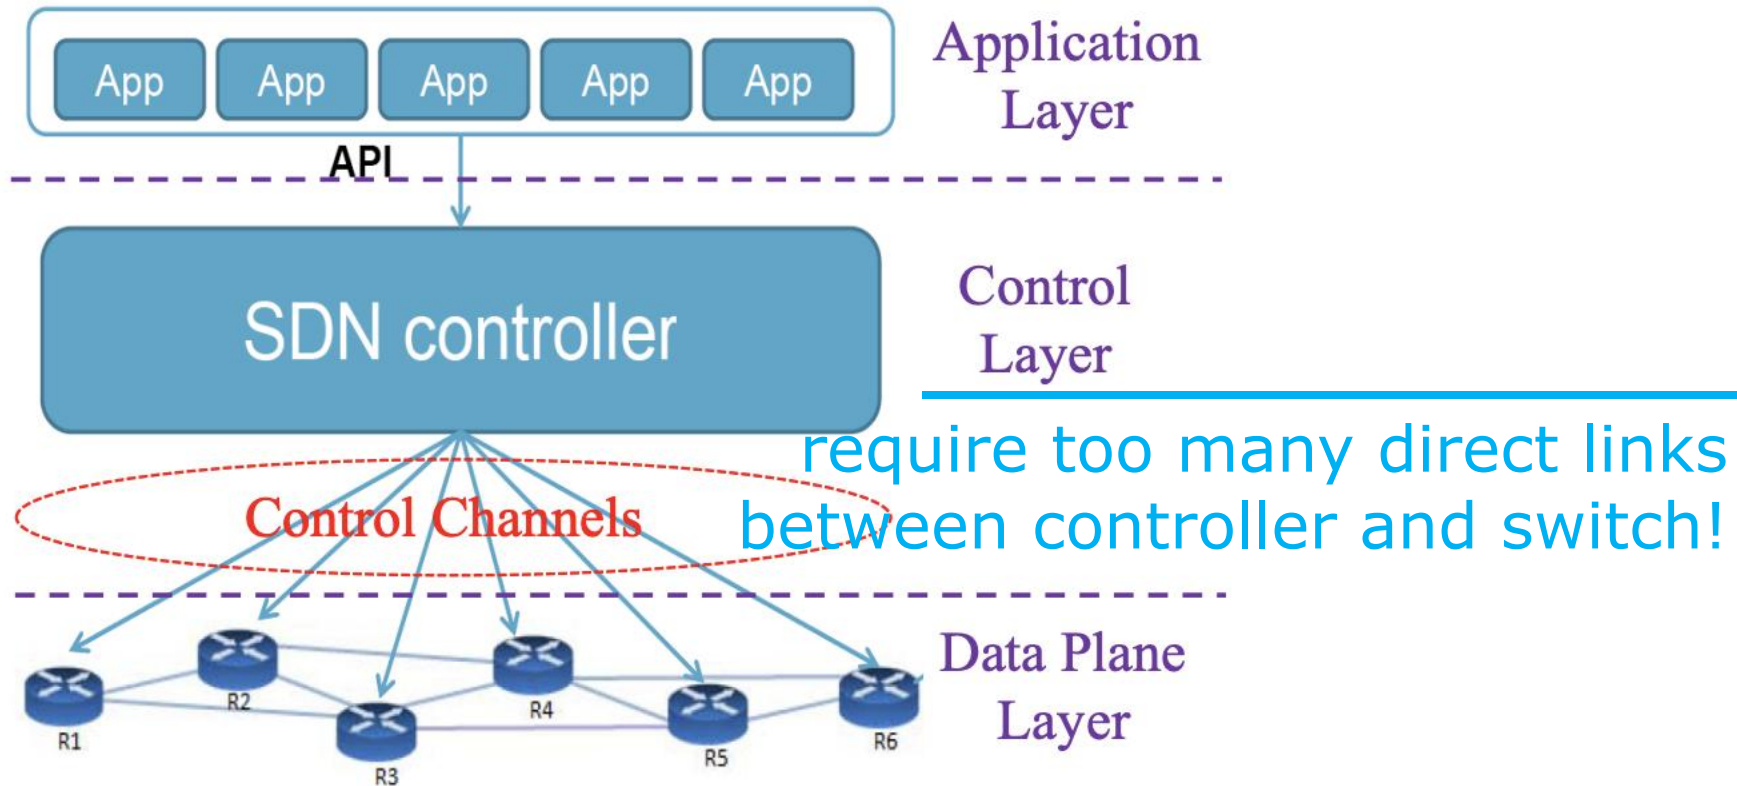 App App App App App
Application
Layer
API
SDN controller
Control
Layer
require too many direct links
between controller and switch!
Control Channels
Data Plane
Layer
R1
R2
R3
R4
R5
R6